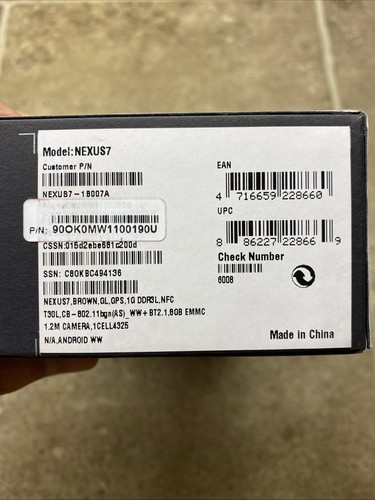 Model:NEXUS7
Customer P/N
NEXUS7-1B007A
P/N: 90OK0MW1100190U
CSSN:015d2ebe661c200d
SSN: C8OKBC494136
NEXUS7,BROWN,GL,GPS,1G DDR3L,NFC
T30L,CB-802.11bgn(AS)_WW+BT2.1,8GB EMMC
1.2M CAMERA,1CELL4325
N/A,ANDROID WW
EAN
4 716659 228660
UPC
8 86227 22866 9
Check Number
6008
Made in China